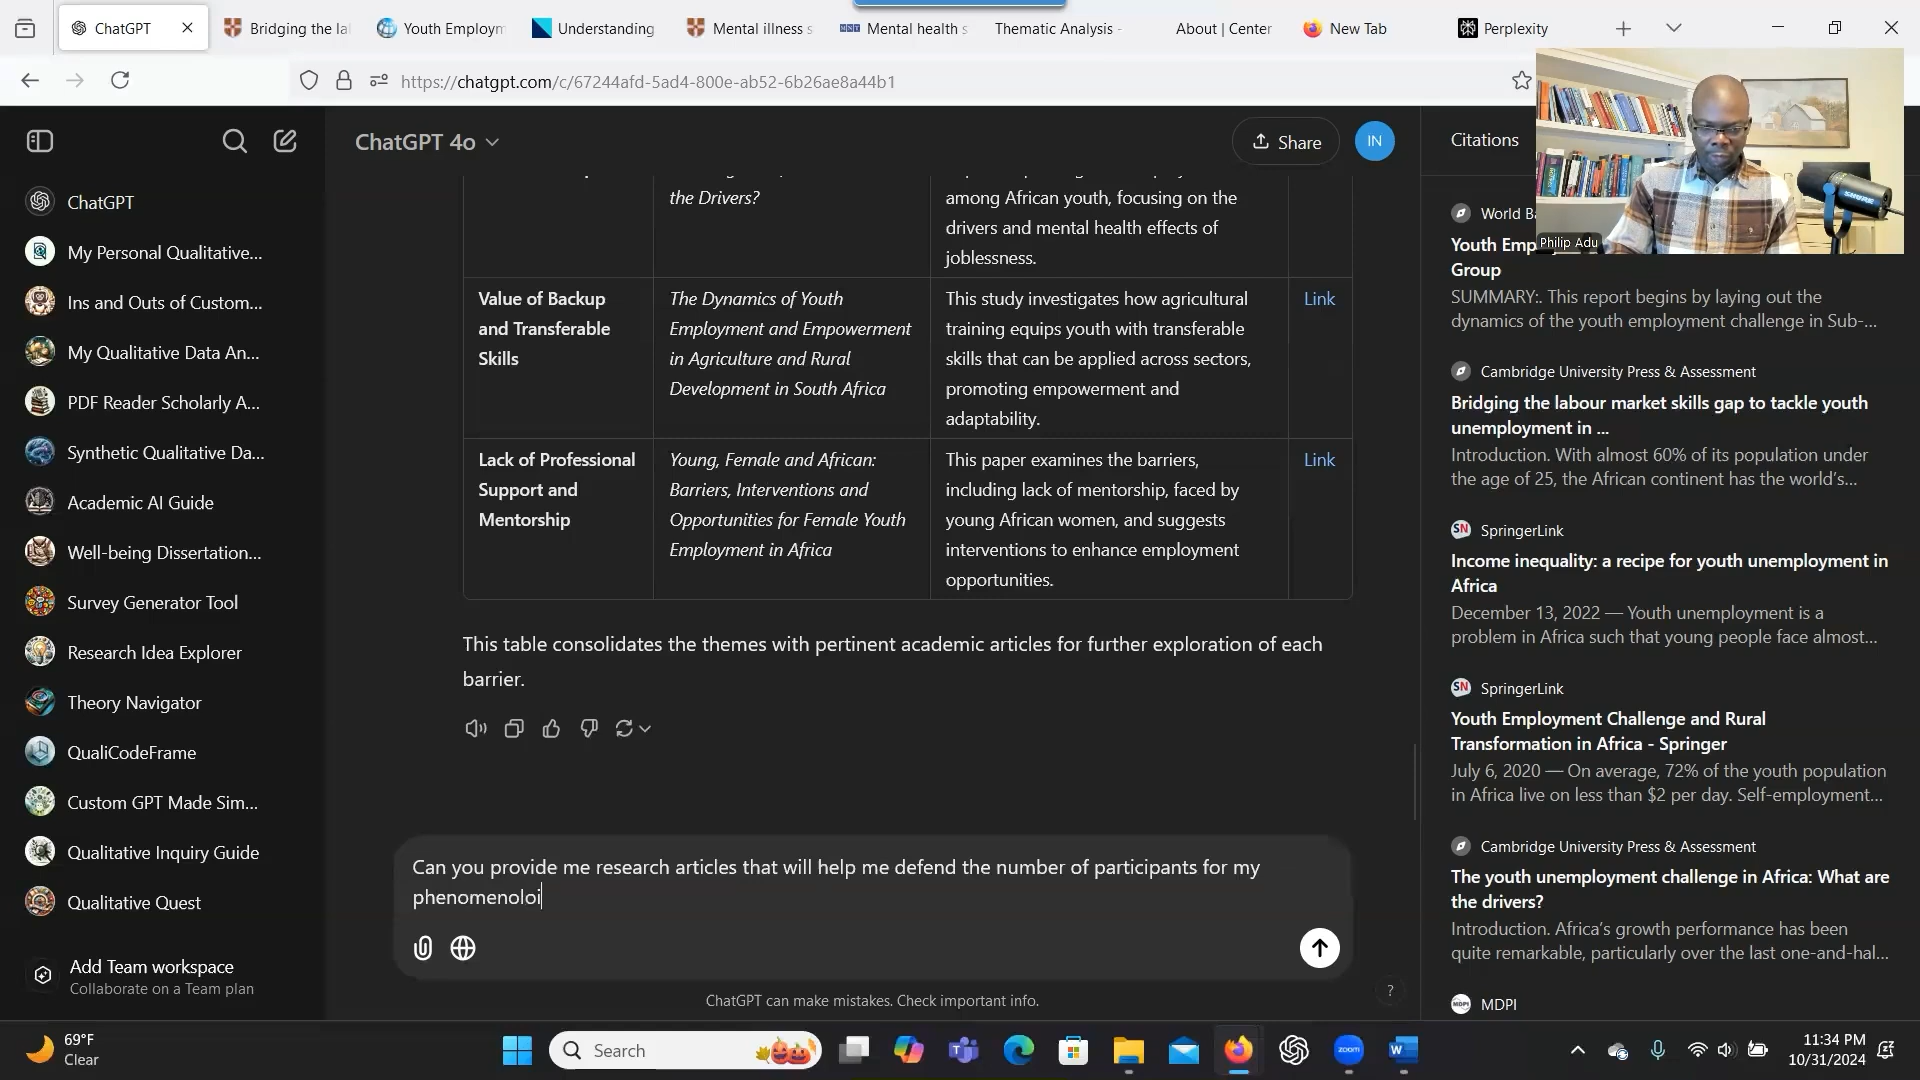 ChatGPT
Bridging the la
Youth Employm
Understanding
Mental illness s
Mental health s
Thematic Analysis -
About | Center
New Tab
Perplexity
https://chatgpt.com/c/67244afd-5ad4-800e-ab52-6b26ae8a44b1
ChatGPT 4o
Share
IN
Citations
Philip Adu
ChatGPT
My Personal Qualitative...
Ins and Outs of Custom...
My Qualitative Data An...
PDF Reader Scholarly A...
Synthetic Qualitative Da...
Academic AI Guide
Well-being Dissertation...
Survey Generator Tool
Research Idea Explorer
Theory Navigator
QualiCodeFrame
Custom GPT Made Sim...
Qualitative Inquiry Guide
Qualitative Quest
Add Team workspace
Collaborate on a Team plan
the Drivers?
among African youth, focusing on the
drivers and mental health effects of
joblessness.
Value of Backup
and Transferable
Skills
The Dynamics of Youth
Employment and Empowerment
in Agriculture and Rural
Development in South Africa
This study investigates how agricultural
training equips youth with transferable
skills that can be applied across sectors,
promoting empowerment and
adaptability.
Link
Lack of Professional
Support and
Mentorship
Young, Female and African:
Barriers, Interventions and
Opportunities for Female Youth
Employment in Africa
This paper examines the barriers,
including lack of mentorship, faced by
young African women, and suggests
interventions to enhance employment
opportunities.
Link
This table consolidates the themes with pertinent academic articles for further exploration of each
barrier.
Can you provide me research articles that will help me defend the number of participants for my
phenomenoloi
ChatGPT can make mistakes. Check important info.
?
World Ba
Youth Emp
Group
SUMMARY:. This report begins by laying out the
dynamics of the youth employment challenge in Sub-...
Cambridge University Press & Assessment
Bridging the labour market skills gap to tackle youth
unemployment in ...
Introduction. With almost 60% of its population under
the age of 25, the African continent has the world's...
SN SpringerLink
Income inequality: a recipe for youth unemployment in
Africa
December 13, 2022 — Youth unemployment is a
problem in Africa such that young people face almost...
SN SpringerLink
Youth Employment Challenge and Rural
Transformation in Africa - Springer
July 6, 2020 — On average, 72% of the youth population
in Africa live on less than $2 per day. Self-employment...
Cambridge University Press & Assessment
The youth unemployment challenge in Africa: What are
the drivers?
Introduction. Africa's growth performance has been
quite remarkable, particularly over the last one-and-hal...
MDPI MDPI
69°F
Clear
Search
zoom
11:34 PM
10/31/2024
SHURE